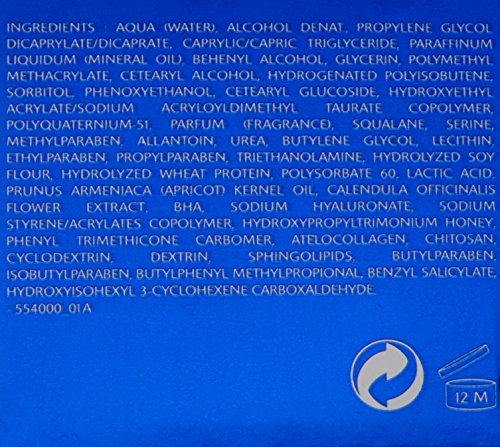 INGREDIENTS : AQUA (WATER), ALCOHOL DENAT., PROPYLENE GLYCOL
DICAPRYLATE/DICAPRATE, CAPRYLIC/CAPRIC TRIGLYCERIDE, PARAFFINUM
LIQUIDUM (MINERAL OIL), BEHENYL ALCOHOL, GLYCERIN, POLYMETHYL
METHACRYLATE, CETEARYL ALCOHOL, HYDROGENATED POLYISOBUTENE,
SORBITOL, PHENOXYETHANOL, CETEARYL GLUCOSIDE, HYDROXYETHYL
ACRYLATE/SODIUM ACRYLOYLDIMETHYL TAURATE COPOLYMER,
POLYQUATERNIUM-51, PARFUM (FRAGRANCE), SQUALANE, SERINE,
METHYLPARABEN, ALLANTOIN, UREA, BUTYLENE GLYCOL, LECITHIN,
ETHYLPARABEN, PROPYLPARABEN, TRIETHANOLAMINE, HYDROLYZED SOY
FLOUR, HYDROLYZED WHEAT PROTEIN, POLYSORBATE 60, LACTIC ACID,
PRUNUS ARMENIACA (APRICOT) KERNEL OIL, CALENDULA OFFICINALIS
FLOWER EXTRACT, BHA, SODIUM HYALURONATE, SODIUM
STYRENE/ACRYLATES COPOLYMER, HYDROXYPROPYLTRIMONIUM HONEY,
PHENYL TRIMETHICONE CARBOMER, ATELOCOLLAGEN, CHITOSAN,
CYCLODEXTRIN, DEXTRIN, SPHINGOLIPIDS, BUTYLPARABEN,
ISOBUTYLPARABEN, BUTYLPHENYL METHYLPROPIONAL, BENZYL SALICYLATE,
HYDROXYISOHEXYL 3-CYCLOHEXENE CARBOXALDEHYDE.
- 554000_01A
12 M